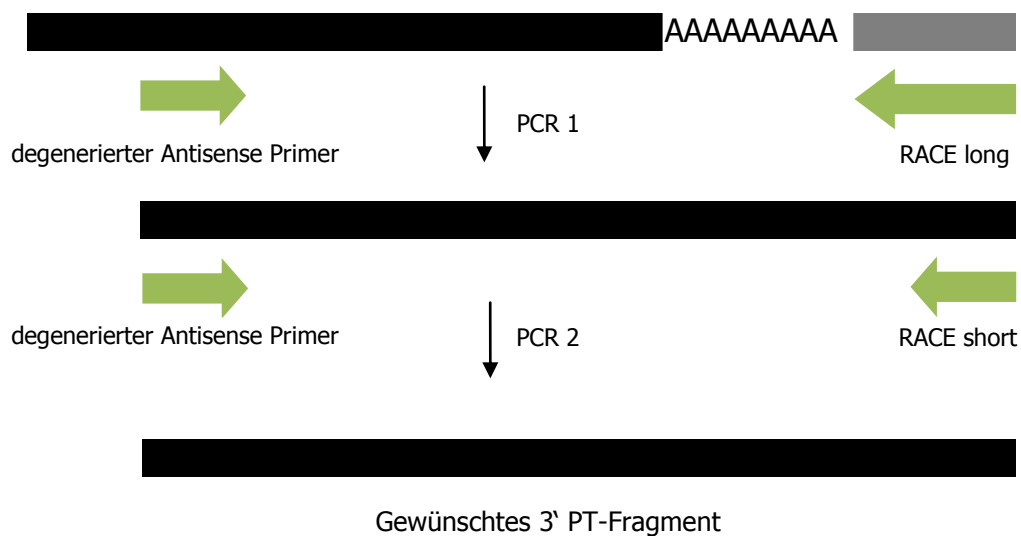 AAAAAAAAA
PCR 1
degenerierter Antisense Primer
RACE long
degenerierter Antisense Primer
PCR 2
RACE short
Gewünschtes 3‘ PT-Fragment